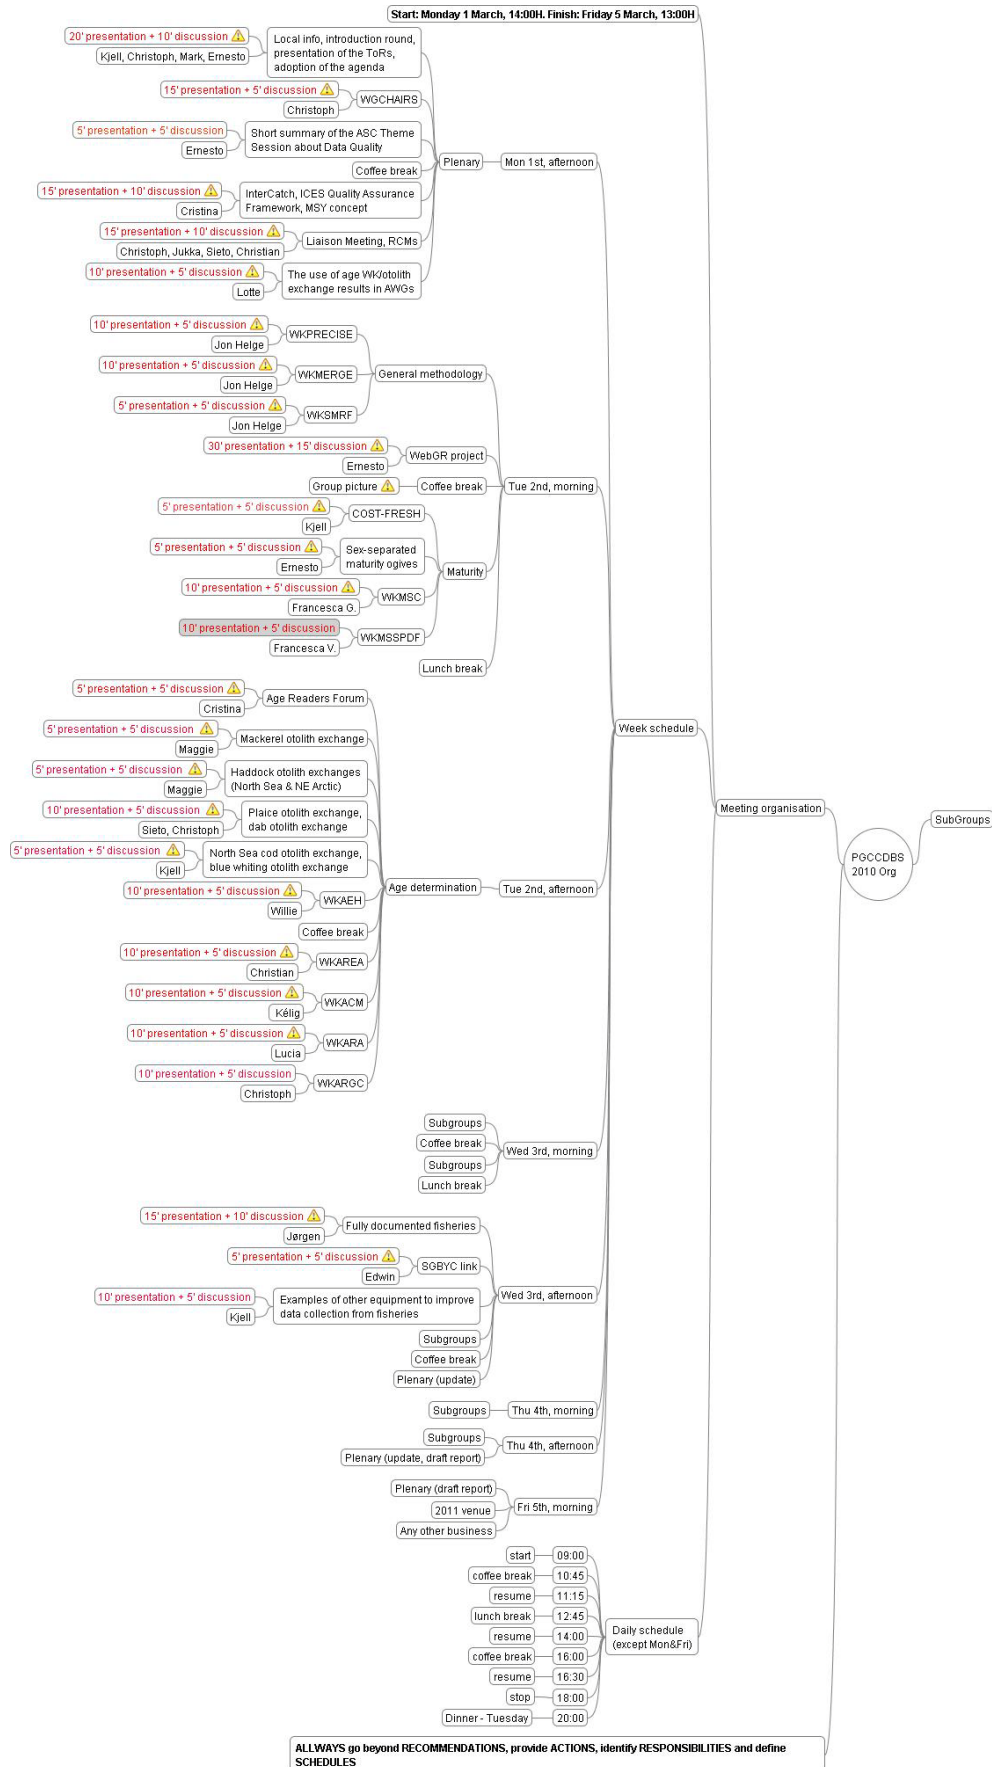 Start: Monday 1 March, 14:00H. Finish: Friday 5 March, 13:00H
20' presentation + 10' discussion
Kjell, Christoph, Mark, Ernesto
Local info, introduction round,
presentation of the ToRs,
adoption of the agenda
15' presentation + 5' discussion
Christoph
WGCHAIRS
5' presentation + 5' discussion
Ernesto
Short summary of the ASC Theme
Session about Data Quality
Coffee break
Plenary
Mon 1st, afternoon
15' presentation + 10' discussion
Cristina
InterCatch, ICES Quality Assurance
Framework, MSY concept
15' presentation + 10' discussion
Christoph, Jukka, Sieto, Christian
Liaison Meeting, RCMs
10' presentation + 5' discussion
Lotte
The use of age WK/otolith
exchange results in AWGs
10' presentation + 5' discussion
Jon Helge
WKPRECISE
10' presentation + 5' discussion
Jon Helge
WKMERGE
General methodology
5' presentation + 5' discussion
Jon Helge
WKSMRF
30' presentation + 15' discussion
Ernesto
WebGR project
Group picture
Coffee break
Tue 2nd, morning
5' presentation + 5' discussion
Kjell
COST-FRESH
5' presentation + 5' discussion
Ernesto
Sex-separated
maturity ogives
Maturity
10' presentation + 5' discussion
Francesca G.
WKMSC
10' presentation + 5' discussion
Francesca V.
WKMSSPDF
Lunch break
5' presentation + 5' discussion
Cristina
Age Readers Forum
5' presentation + 5' discussion
Maggie
Mackerel otolith exchange
Week schedule
5' presentation + 5' discussion
Maggie
Haddock otolith exchanges
(North Sea & NE Arctic)
10' presentation + 5' discussion
Sieto, Christoph
Plaice otolith exchange,
dab otolith exchange
Meeting organisation
SubGroups
5' presentation + 5' discussion
Kjell
North Sea cod otolith exchange,
blue whiting otolith exchange
PGCCDBS
2010 Org
Age determination
Tue 2nd, afternoon
10' presentation + 5' discussion
Willie
WKAEH
Coffee break
10' presentation + 5' discussion
Christian
WKAREA
10' presentation + 5' discussion
Kélig
WKACM
10' presentation + 5' discussion
Lucia
WKARA
10' presentation + 5' discussion
Christoph
WKARGC
Subgroups
Coffee break
Subgroups
Lunch break
Wed 3rd, morning
15' presentation + 10' discussion
Jørgen
Fully documented fisheries
5' presentation + 5' discussion
Edwin
SGBYC link
10' presentation + 5' discussion
Kjell
Examples of other equipment to improve
data collection from fisheries
Wed 3rd, afternoon
Subgroups
Coffee break
Plenary (update)
Subgroups
Thu 4th, morning
Subgroups
Plenary (update, draft report)
Thu 4th, afternoon
Plenary (draft report)
2011 venue
Any other business
Fri 5th, morning
start 09:00
coffee break 10:45
resume 11:15
lunch break 12:45
resume 14:00
coffee break 16:00
resume 16:30
stop 18:00
Dinner - Tuesday 20:00
Daily schedule
(except Mon&Fri)
ALLWAYS go beyond RECOMMENDATIONS, provide ACTIONS, identify RESPONSIBILITIES and define
SCHEDULES